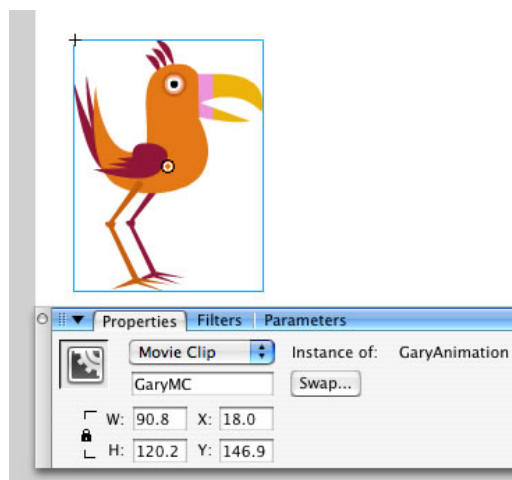 Properties Filters Parameters
Movie Clip Instance of: GaryAnimation
GaryMC Swap...
W: 90.8 X: 18.0
H: 120.2 Y: 146.9